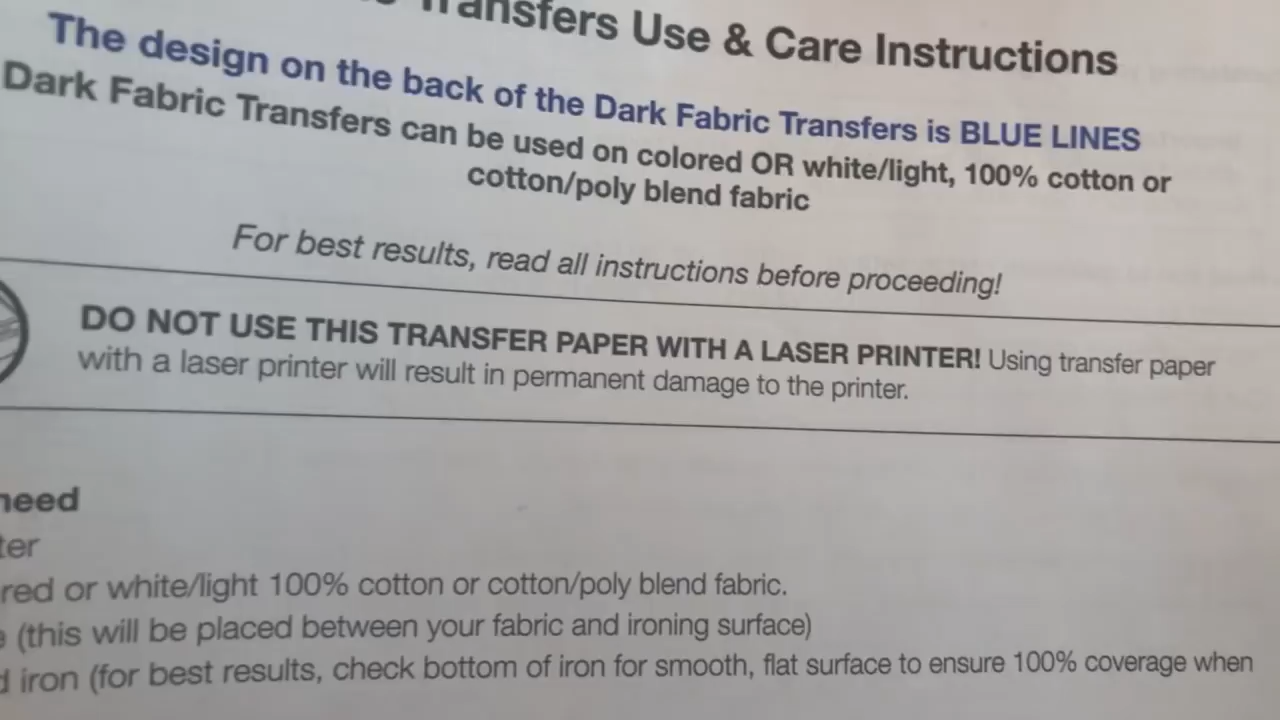 Transfers Use & Care Instructions
The design on the back of the Dark Fabric Transfers is BLUE LINES
Dark Fabric Transfers can be used on colored OR white/light, 100% cotton or
cotton/poly blend fabric
For best results, read all instructions before proceeding!
DO NOT USE THIS TRANSFER PAPER WITH A LASER PRINTER! Using transfer paper
with a laser printer will result in permanent damage to the printer.
need
ter
red or white/light 100% cotton or cotton/poly blend fabric.
(this will be placed between your fabric and ironing surface)
iron (for best results, check bottom of iron for smooth, flat surface to ensure 100% coverage when